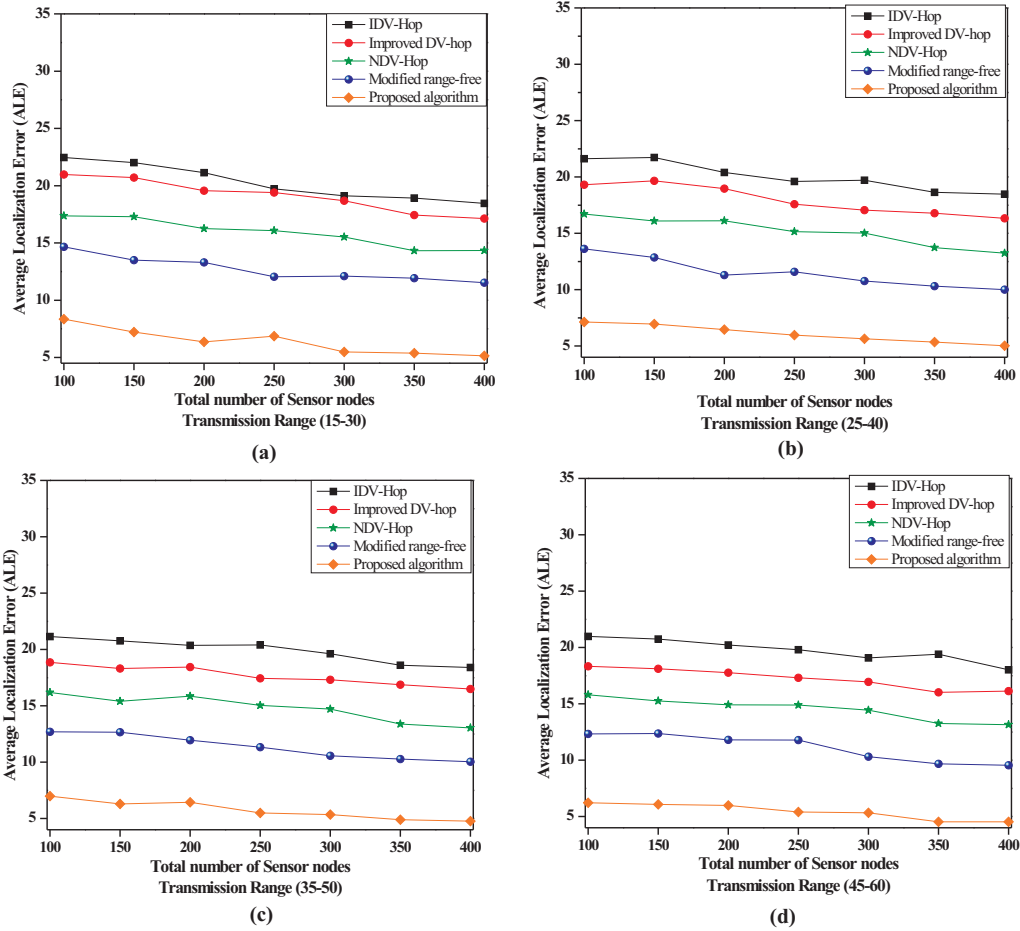 35
30
25
20
15
10
5
Average Localization Error (ALE)
IDV-Hop
Improved DV-hop
NDV-Hop
Modified range-free
Proposed algorithm
100 150 200 250 300 350 400
Total number of Sensor nodes
Transmission Range (15-30)
(a)
35
30
25
20
15
10
5
Average Localization Error (ALE)
IDV-Hop
Improved DV-hop
NDV-Hop
Modified range-free
Proposed algorithm
100 150 200 250 300 350 400
Total number of Sensor nodes
Transmission Range (25-40)
(b)
35
30
25
20
15
10
5
Average Localization Error (ALE)
IDV-Hop
Improved DV-hop
NDV-Hop
Modified range-free
Proposed algorithm
100 150 200 250 300 350 400
Total number of Sensor nodes
Transmission Range (35-50)
(c)
35
30
25
20
15
10
5
Average Localization Error (ALE)
IDV-Hop
Improved DV-hop
NDV-Hop
Modified range-free
Proposed algorithm
100 150 200 250 300 350 400
Total number of Sensor nodes
Transmission Range (45-60)
(d)